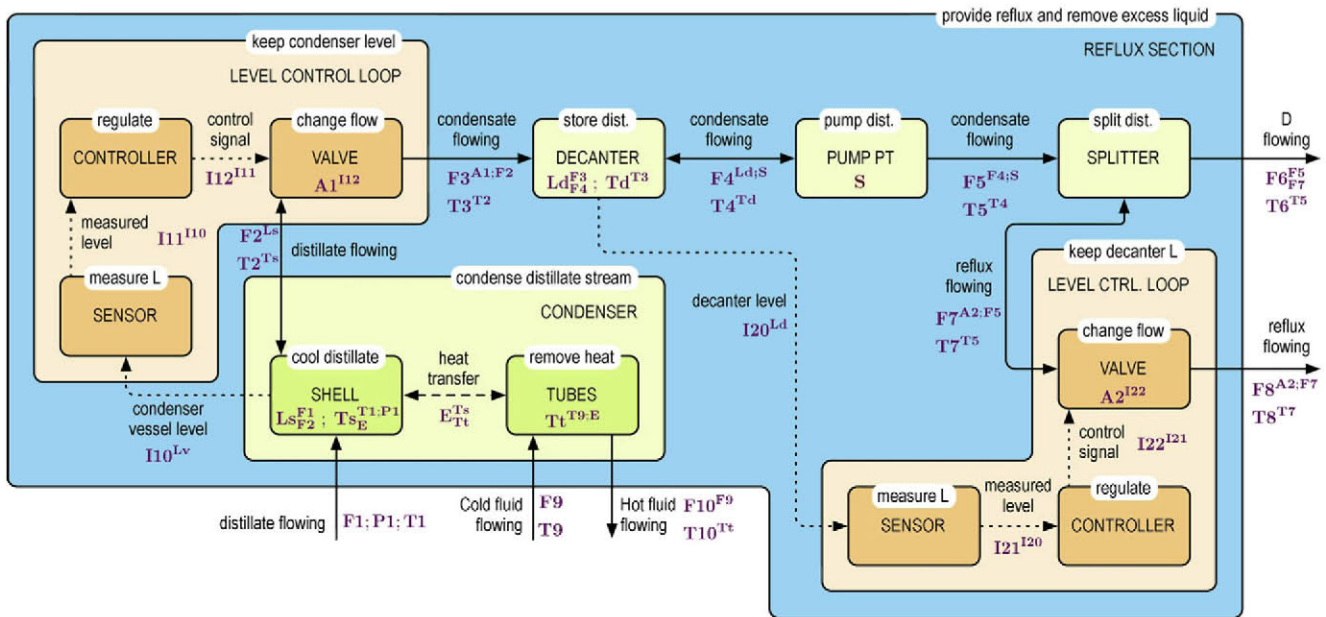 provide reflux and remove excess liquid
REFLUX SECTION
keep condenser level
LEVEL CONTROL LOOP
regulate
CONTROLLER
control
signal
I12^I11
change flow
VALVE
A1^I12
measured
level
I11^I10
measure L
SENSOR
condensate
flowing
F3^A1;F2
T3^T2
store dist.
DECANTER
Ld^F3_F4 ; Td^T3
condensate
flowing
F4^Ld;S
T4^Td
pump dist.
PUMP PT
S
condensate
flowing
F5^F4;S
T5^T4
split dist.
SPLITTER
D
flowing
F6^F5_F7
T6^T5
F2^Ls
T2^Ts
distillate flowing
condense distillate stream
CONDENSER
cool distillate
SHELL
Ls^F1_F2 ; Ts^T1;P1_E
heat
transfer
E^Ts_Tt
remove heat
TUBES
Tt^T9;E
condenser
vessel level
I10^Lv
distillate flowing
F1; P1; T1
Cold fluid
flowing
F9
T9
Hot fluid
flowing
F10^F9
T10^Tt
decanter level
I20^Ld
reflux
flowing
F7^A2;F5
T7^T5
keep decanter L
LEVEL CTRL. LOOP
change flow
VALVE
A2^I22
reflux
flowing
F8^A2;F7
T8^T7
control
signal
I22^I21
measure L
SENSOR
measured
level
I21^I20
regulate
CONTROLLER